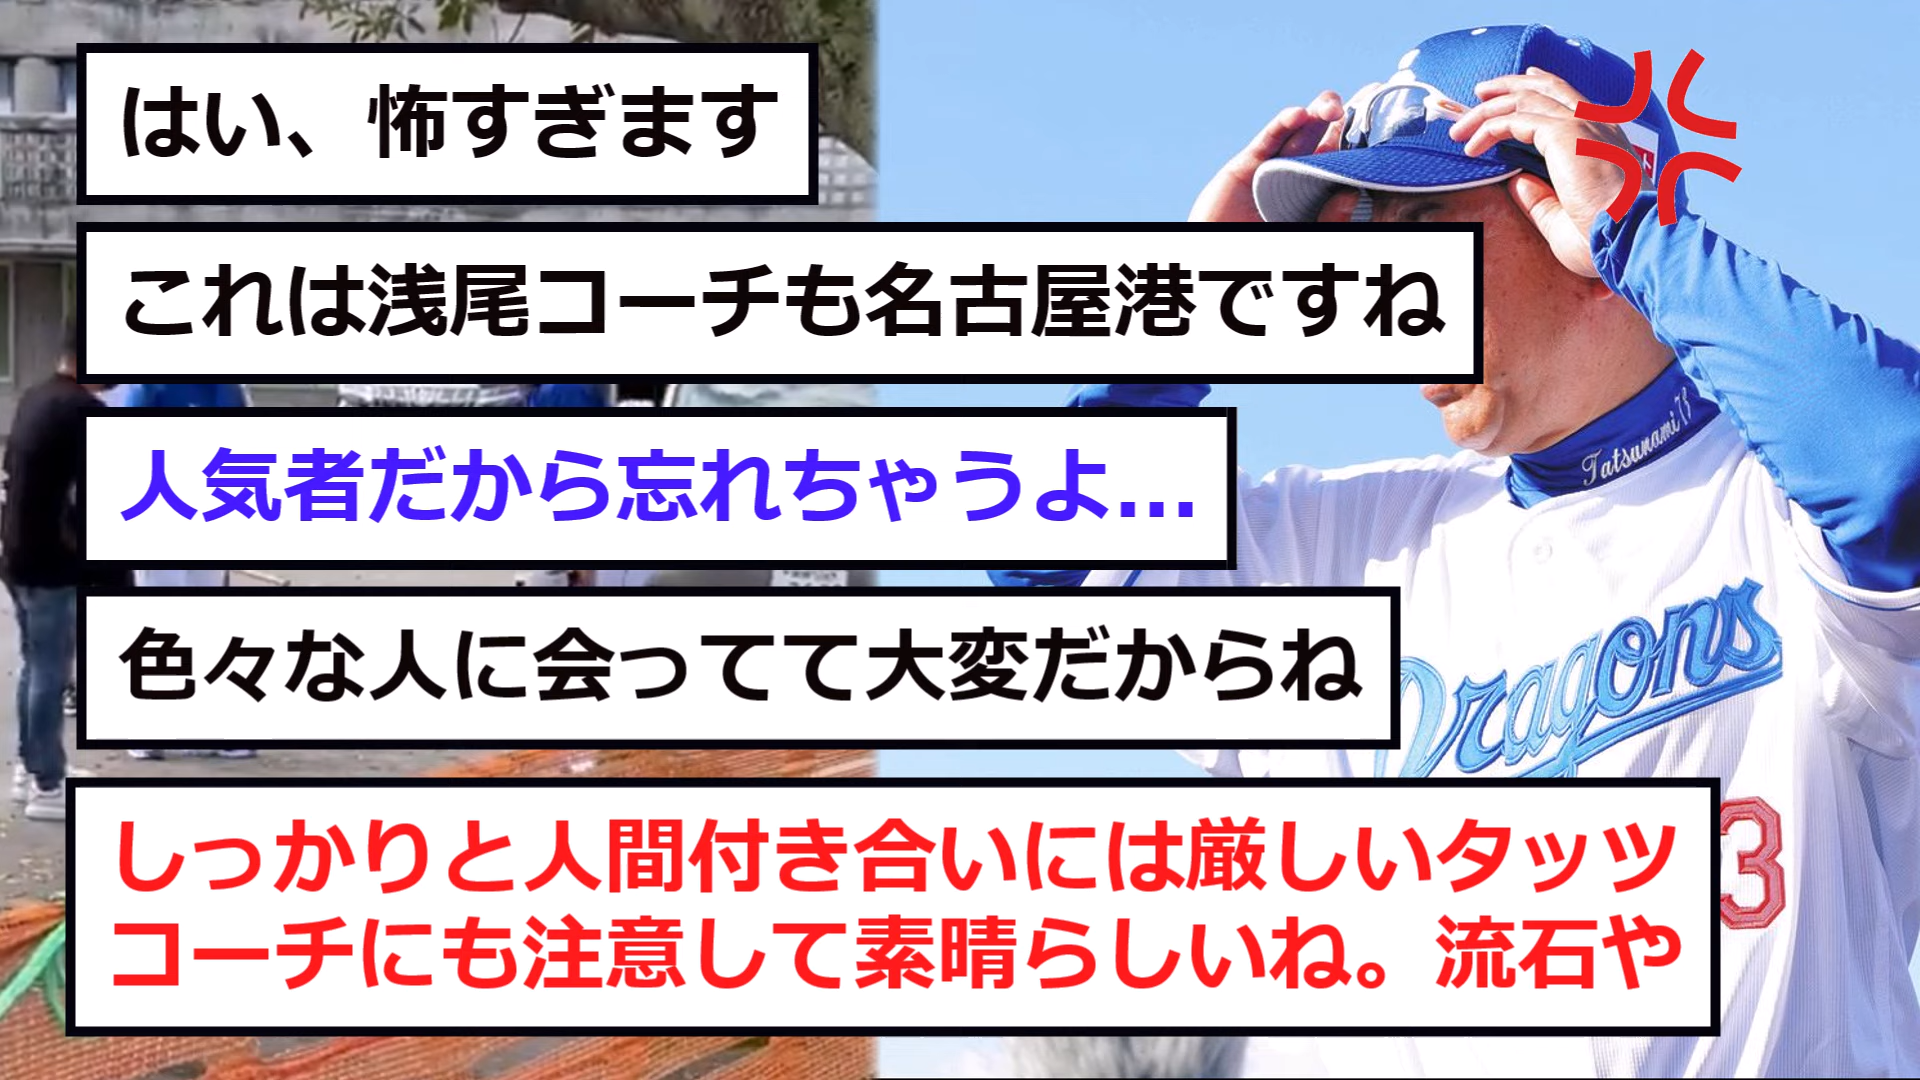 はい、怖すぎます
これは浅尾コーチも名古屋港ですね
人気者だから忘れちゃうよ...
色々な人に会ってて大変だからね
しっかりと人間付き合いには厳しいタッツ
コーチにも注意して素晴らしいね。流石や
Tatsunami 73
Dragons
3